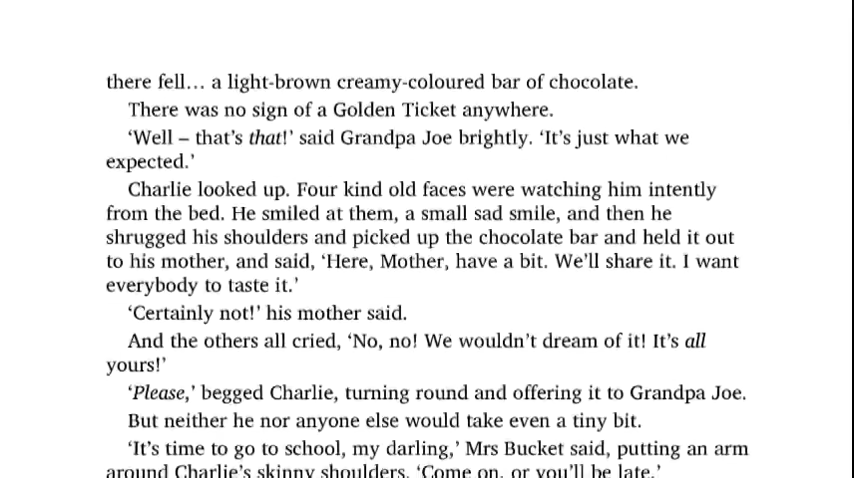 there fell… a light-brown creamy-coloured bar of chocolate.
There was no sign of a Golden Ticket anywhere.
‘Well – that’s that!’ said Grandpa Joe brightly. ‘It’s just what we
expected.’
Charlie looked up. Four kind old faces were watching him intently
from the bed. He smiled at them, a small sad smile, and then he
shrugged his shoulders and picked up the chocolate bar and held it out
to his mother, and said, ‘Here, Mother, have a bit. We’ll share it. I want
everybody to taste it.’
‘Certainly not!’ his mother said.
And the others all cried, ‘No, no! We wouldn’t dream of it! It’s all
yours!’
‘Please,’ begged Charlie, turning round and offering it to Grandpa Joe.
But neither he nor anyone else would take even a tiny bit.
‘It’s time to go to school, my darling,’ Mrs Bucket said, putting an arm
around Charlie’s skinny shoulders. ‘Come on, or you’ll be late.’